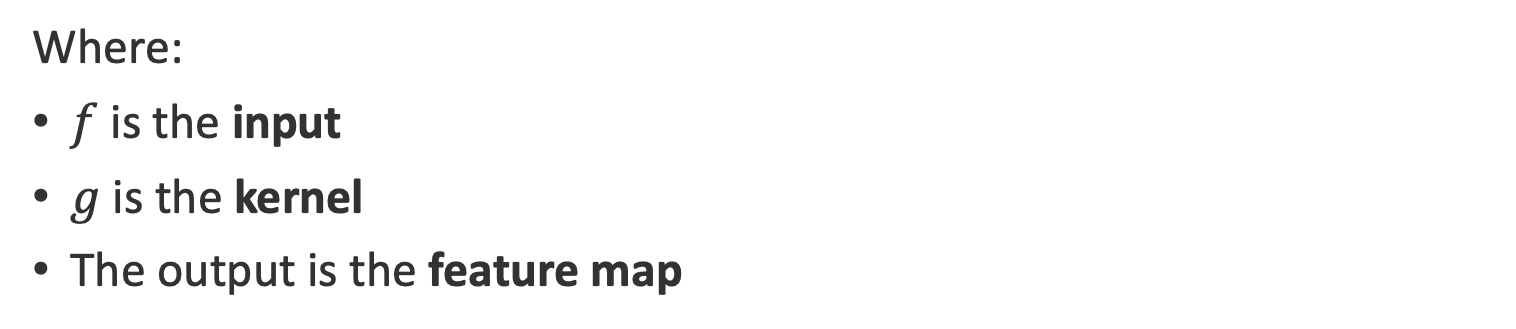 Where:
• f is the input
• g is the kernel
• The output is the feature map